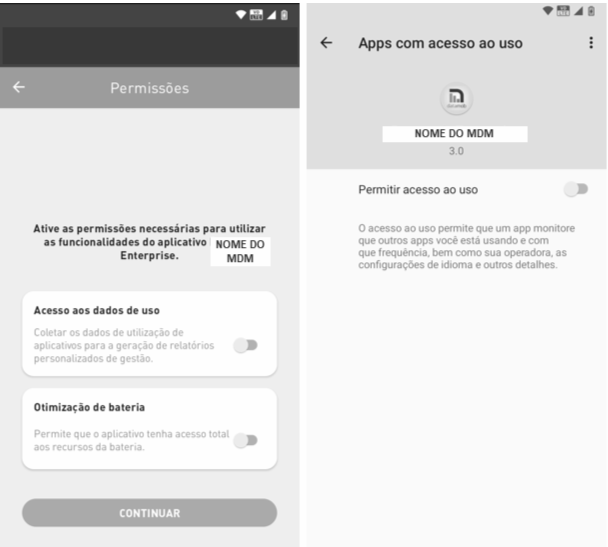 Permissões
Ative as permissões necessárias para utilizar
as funcionalidades do aplicativo NOME DO
Enterprise. MDM
Acesso aos dados de uso
Coletar os dados de utilização de
aplicativos para a geração de relatórios
personalizados de gestão.
Otimização de bateria
Permite que o aplicativo tenha acesso total
aos recursos da bateria.
CONTINUAR
Apps com acesso ao uso
NOME DO MDM
3.0
Permitir acesso ao uso
O acesso ao uso permite que um app monitore
que outros apps você está usando e com
que frequência, bem como sua operadora, as
configurações de idioma e outros detalhes.